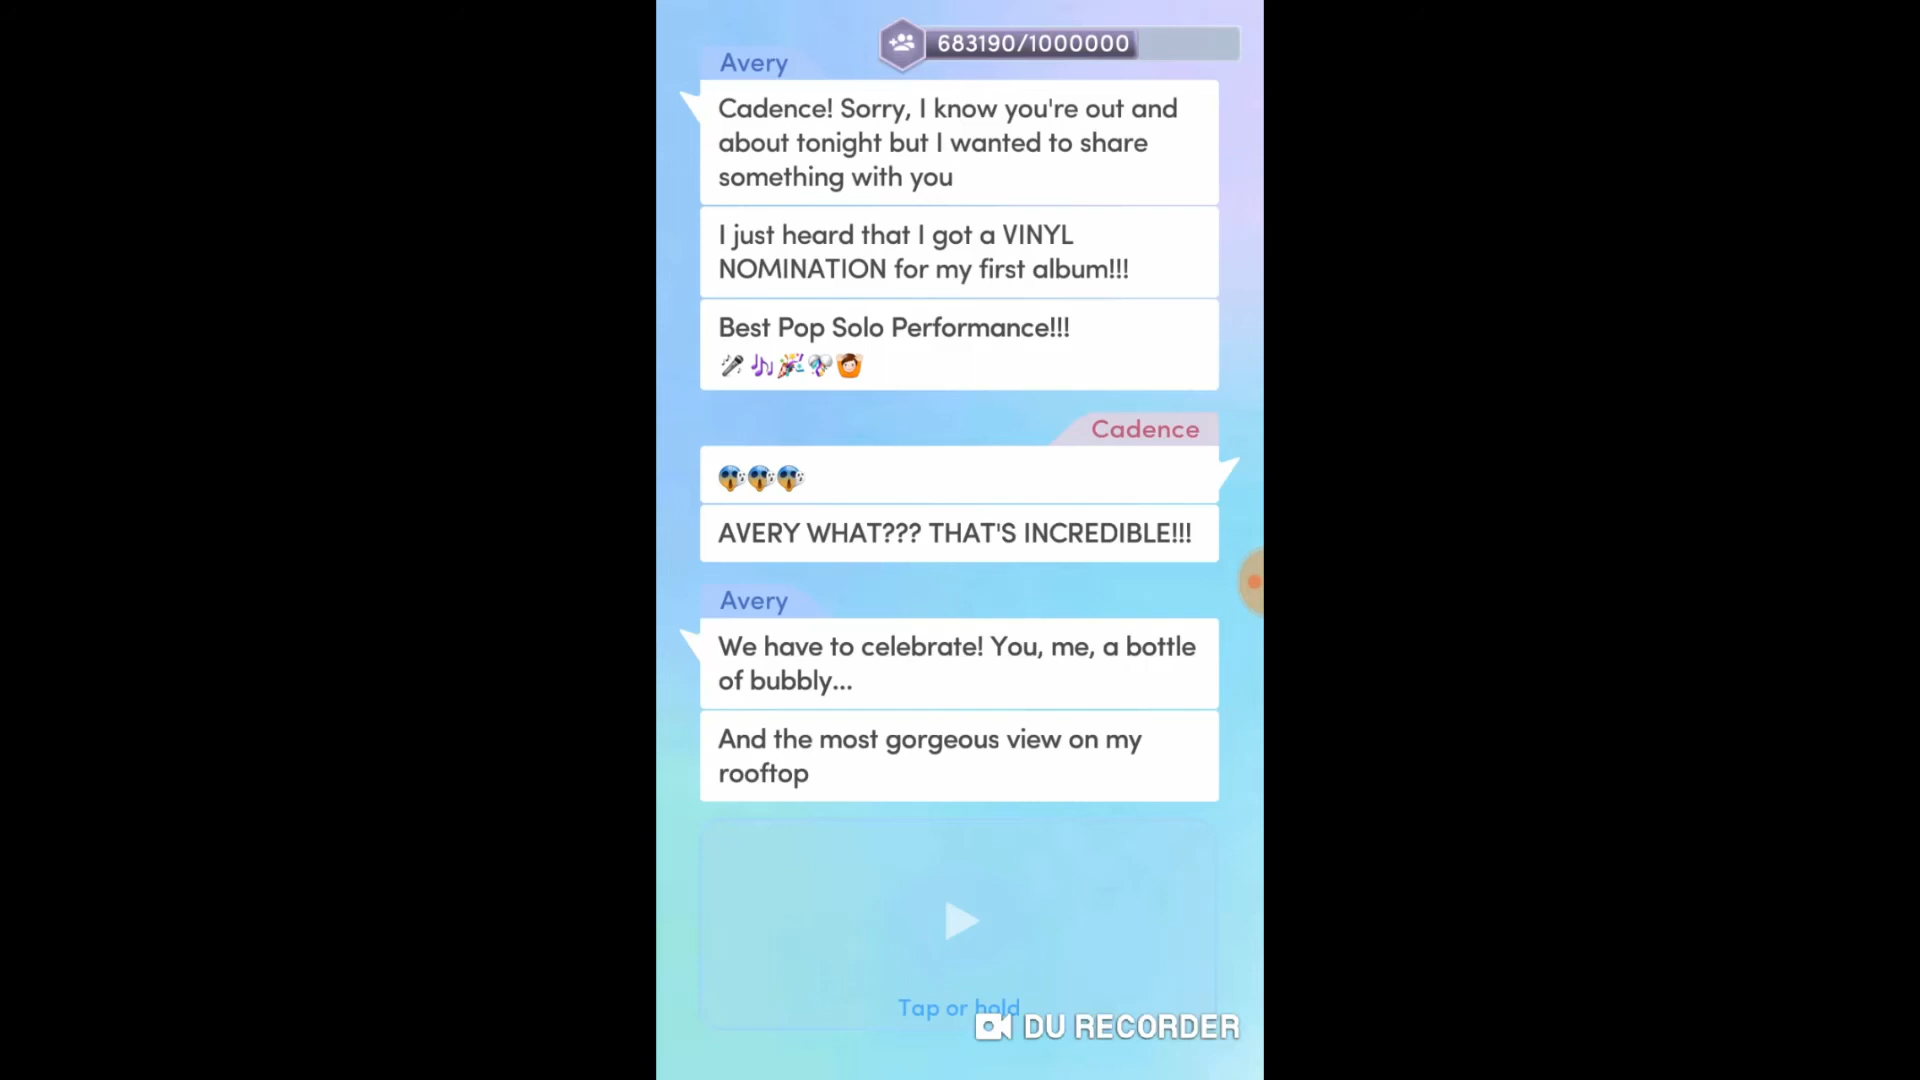 683190/1000000
Avery
Cadence! Sorry, I know you're out and
about tonight but I wanted to share
something with you
I just heard that I got a VINYL
NOMINATION for my first album!!!
Best Pop Solo Performance!!!
🎤🎶🎉🎊🙆
Cadence
😱😱😱
AVERY WHAT??? THAT'S INCREDIBLE!!!
Avery
We have to celebrate! You, me, a bottle
of bubbly...
And the most gorgeous view on my
rooftop
Tap or hold
DU RECORDER